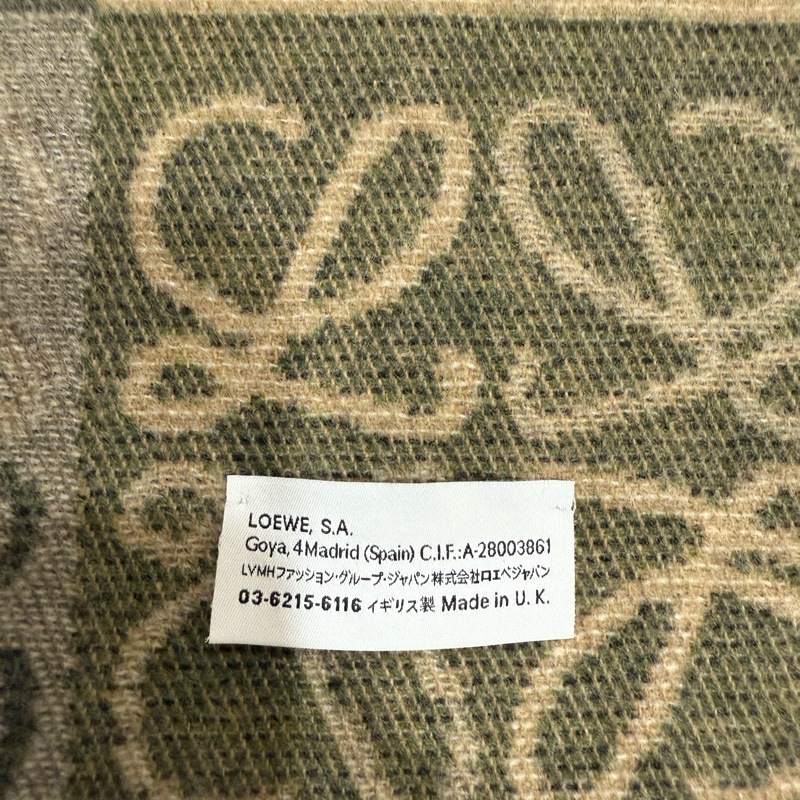 LOEWE, S.A.
Goya, 4 Madrid (Spain) C.I.F.:A-28003861
LVMHファッション・グループ・ジャパン株式会社ロエベジャパン
03-6215-6116 イギリス製 Made in U. K.